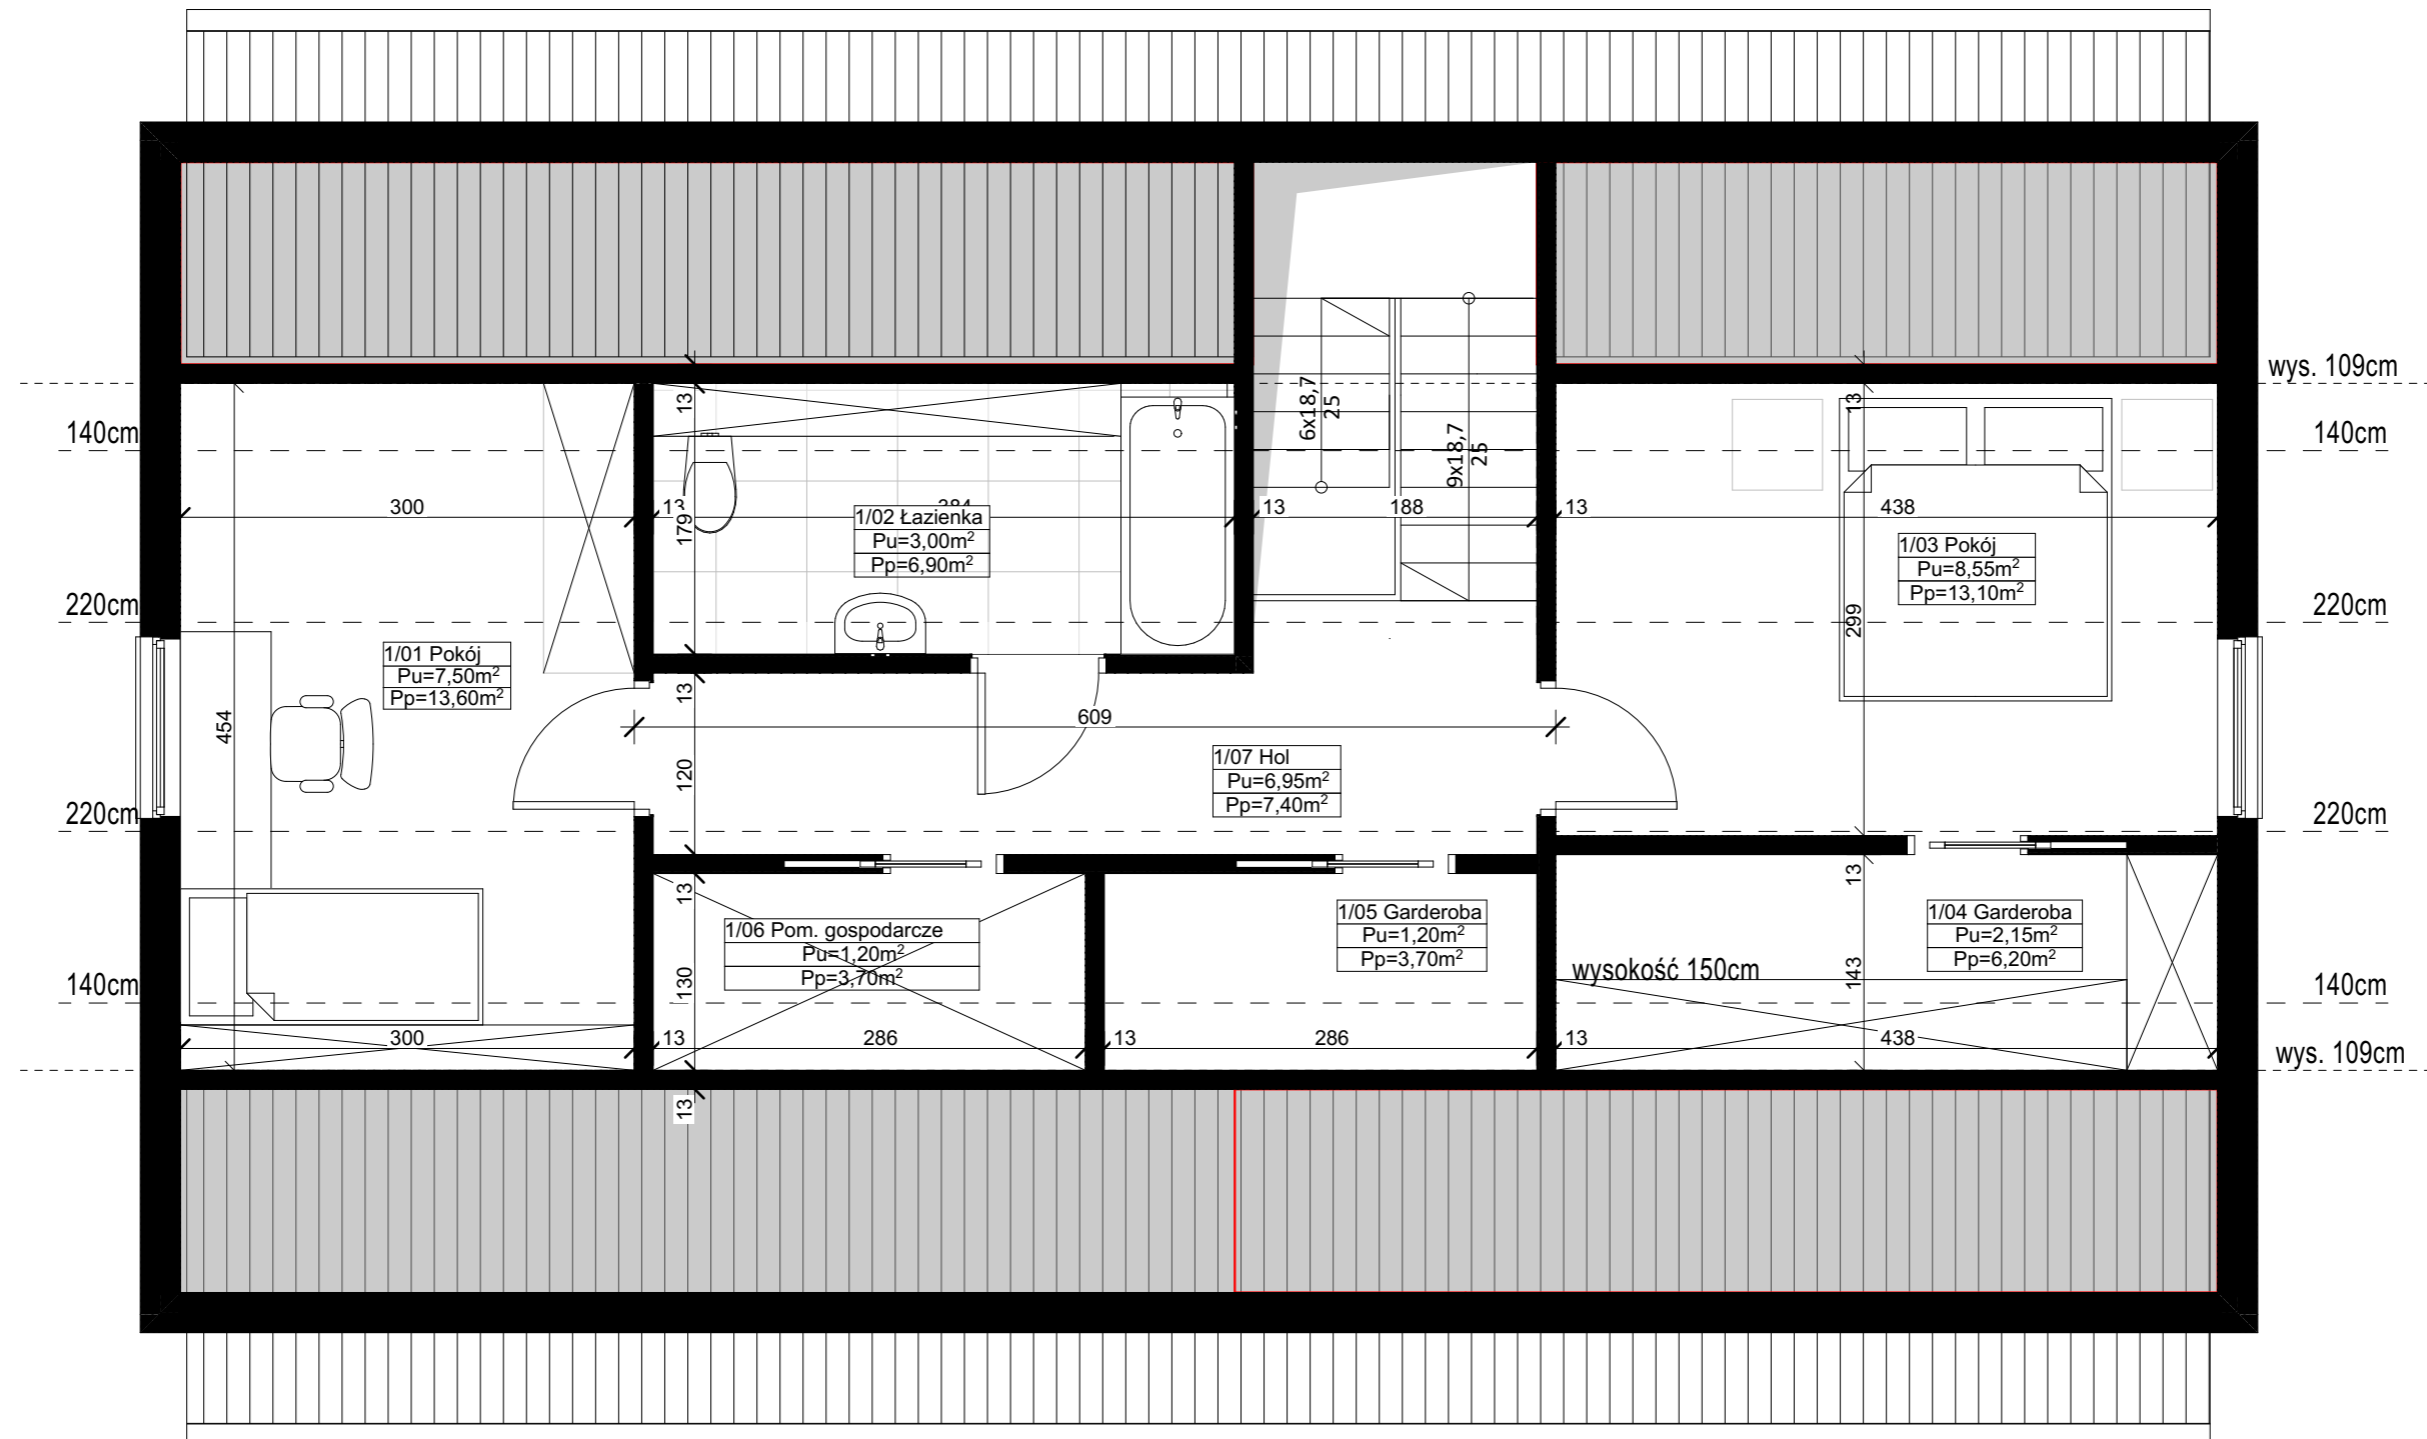 wys. 109cm
140cm
140cm
13
13
6x18,7
25
9x18,7
25
300
13
384
13
188
13
438
179
1/02 Łazienka
Pu=3,00m²
Pp=6,90m²
1/03 Pokój
Pu=8,55m²
Pp=13,10m²
220cm
220cm
299
1/01 Pokój
Pu=7,50m²
Pp=13,60m²
13
454
609
120
1/07 Hol
Pu=6,95m²
Pp=7,40m²
220cm
220cm
13
13
1/06 Pom. gospodarcze
Pu=1,20m²
Pp=3,70m²
1/05 Garderoba
Pu=1,20m²
Pp=3,70m²
1/04 Garderoba
Pu=2,15m²
Pp=6,20m²
wysokość 150cm
130
143
140cm
140cm
300
13
286
13
286
13
438
wys. 109cm
13